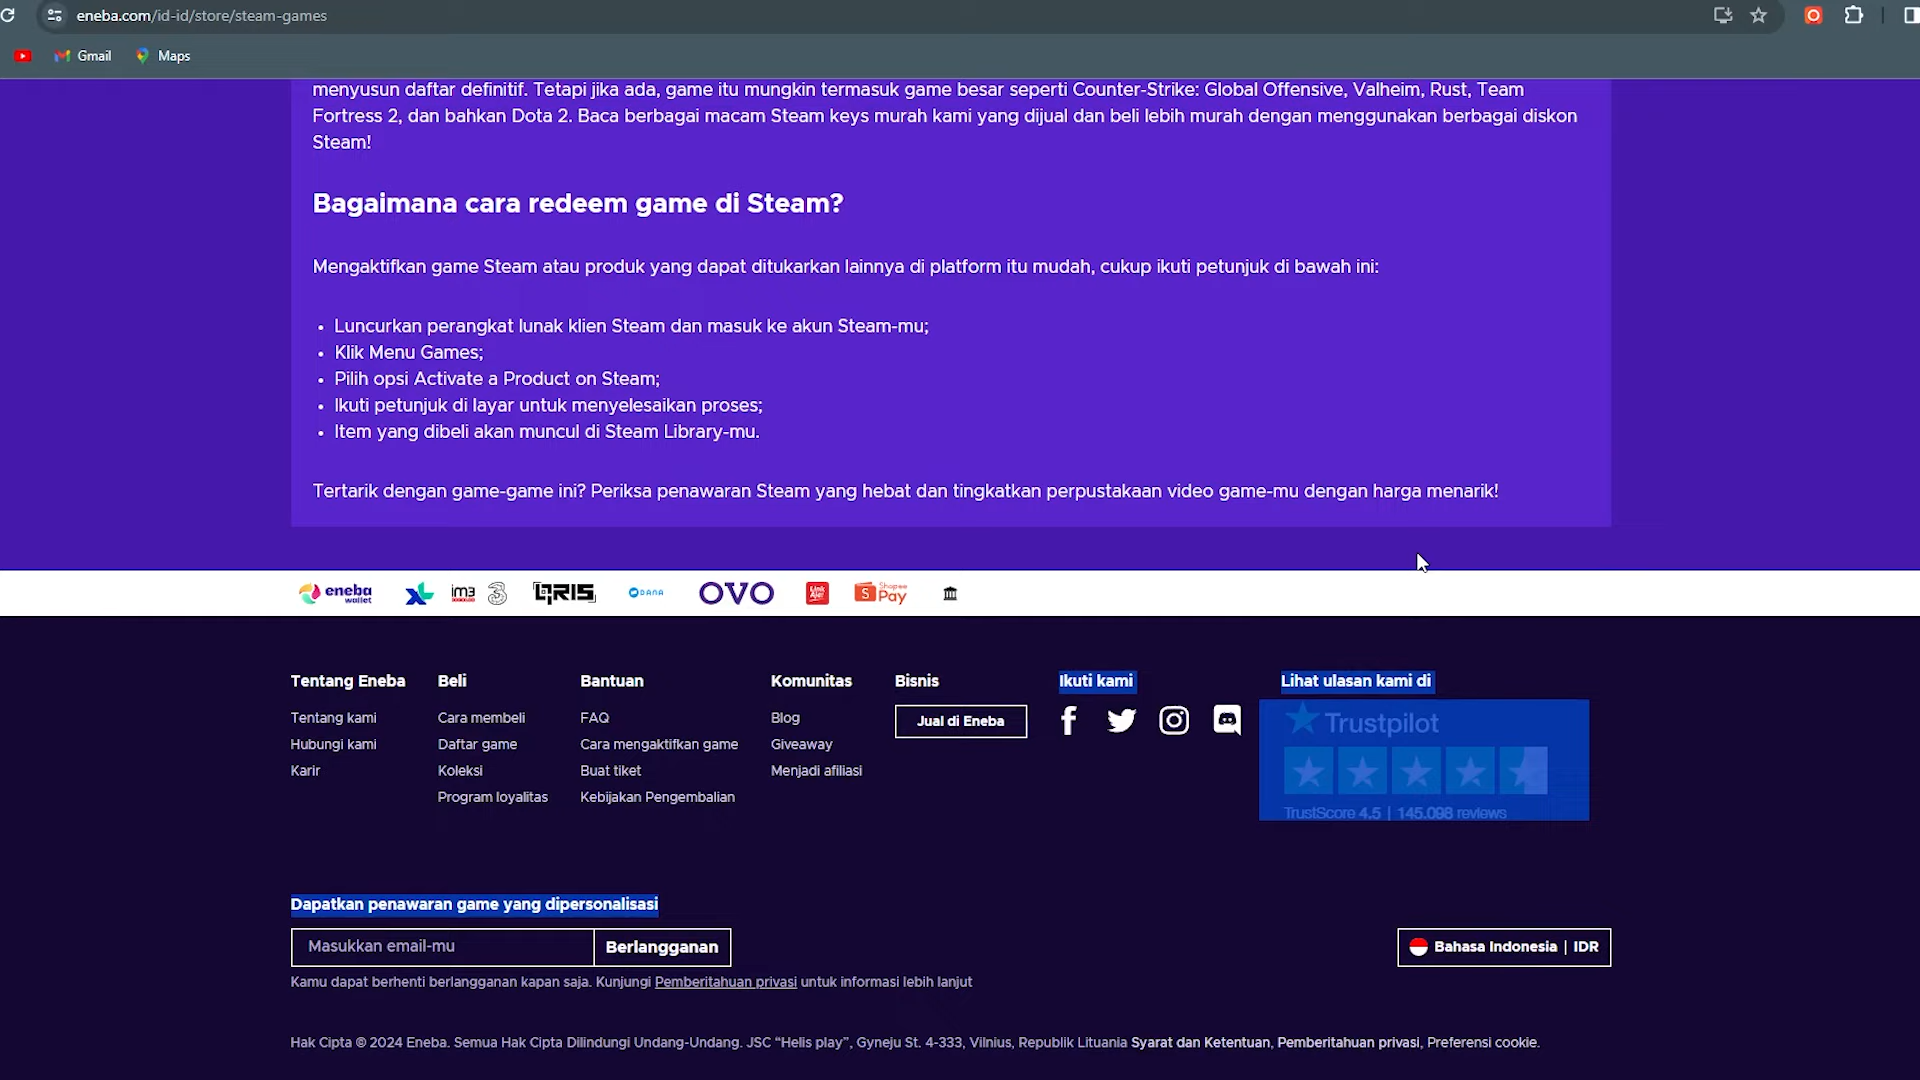 eneba.com/id-id/store/steam-games
Gmail Maps
menyusun daftar definitif. Tetapi jika ada, game itu mungkin termasuk game besar seperti Counter-Strike: Global Offensive, Valheim, Rust, Team
Fortress 2, dan bahkan Dota 2. Baca berbagai macam Steam keys murah kami yang dijual dan beli lebih murah dengan menggunakan berbagai diskon
Steam!
Bagaimana cara redeem game di Steam?
Mengaktifkan game Steam atau produk yang dapat ditukarkan lainnya di platform itu mudah, cukup ikuti petunjuk di bawah ini:
• Luncurkan perangkat lunak klien Steam dan masuk ke akun Steam-mu;
• Klik Menu Games;
• Pilih opsi Activate a Product on Steam;
• Ikuti petunjuk di layar untuk menyelesaikan proses;
• Item yang dibeli akan muncul di Steam Library-mu.
Tertarik dengan game-game ini? Periksa penawaran Steam yang hebat dan tingkatkan perpustakaan video game-mu dengan harga menarik!
eneba wallet XL im3 3 QRIS DANA OVO Link Aja! S Shopee Pay
Tentang Eneba
Tentang kami
Hubungi kami
Karir
Beli
Cara membeli
Daftar game
Koleksi
Program loyalitas
Bantuan
FAQ
Cara mengaktifkan game
Buat tiket
Kebijakan Pengembalian
Komunitas
Blog
Giveaway
Menjadi afiliasi
Bisnis
Jual di Eneba
Ikuti kami
Lihat ulasan kami di
Trustpilot
TrustScore 4.5 | 145.098 reviews
Dapatkan penawaran game yang dipersonalisasi
Masukkan email-mu Berlangganan
Kamu dapat berhenti berlangganan kapan saja. Kunjungi Pemberitahuan privasi untuk informasi lebih lanjut
Bahasa Indonesia | IDR
Hak Cipta © 2024 Eneba. Semua Hak Cipta Dilindungi Undang-Undang. JSC “Helis play”, Gyneju St. 4-333, Vilnius, Republik Lituania Syarat dan Ketentuan, Pemberitahuan privasi, Preferensi cookie.